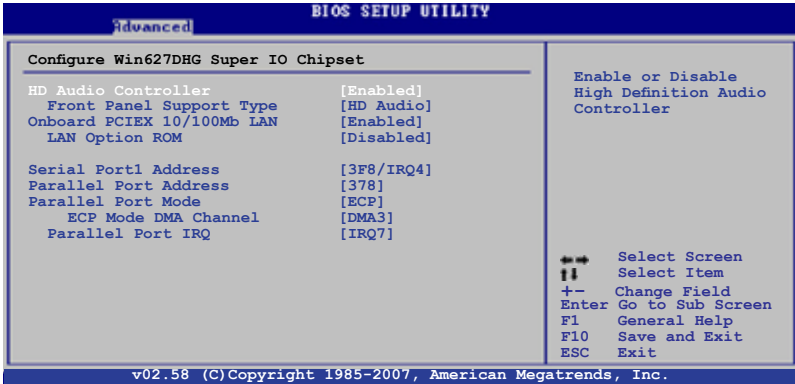 BIOS SETUP UTILITY
Advanced
Configure Win627DHG Super IO Chipset
HD Audio Controller [Enabled]
Front Panel Support Type [HD Audio]
Onboard PCIEX 10/100Mb LAN [Enabled]
LAN Option ROM [Disabled]
Serial Port1 Address [3F8/IRQ4]
Parallel Port Address [378]
Parallel Port Mode [ECP]
ECP Mode DMA Channel [DMA3]
Parallel Port IRQ [IRQ7]
Enable or Disable
High Definition Audio
Controller
←→ Select Screen
↑↓ Select Item
+- Change Field
Enter Go to Sub Screen
F1 General Help
F10 Save and Exit
ESC Exit
v02.58 (C)Copyright 1985-2007, American Megatrends, Inc.